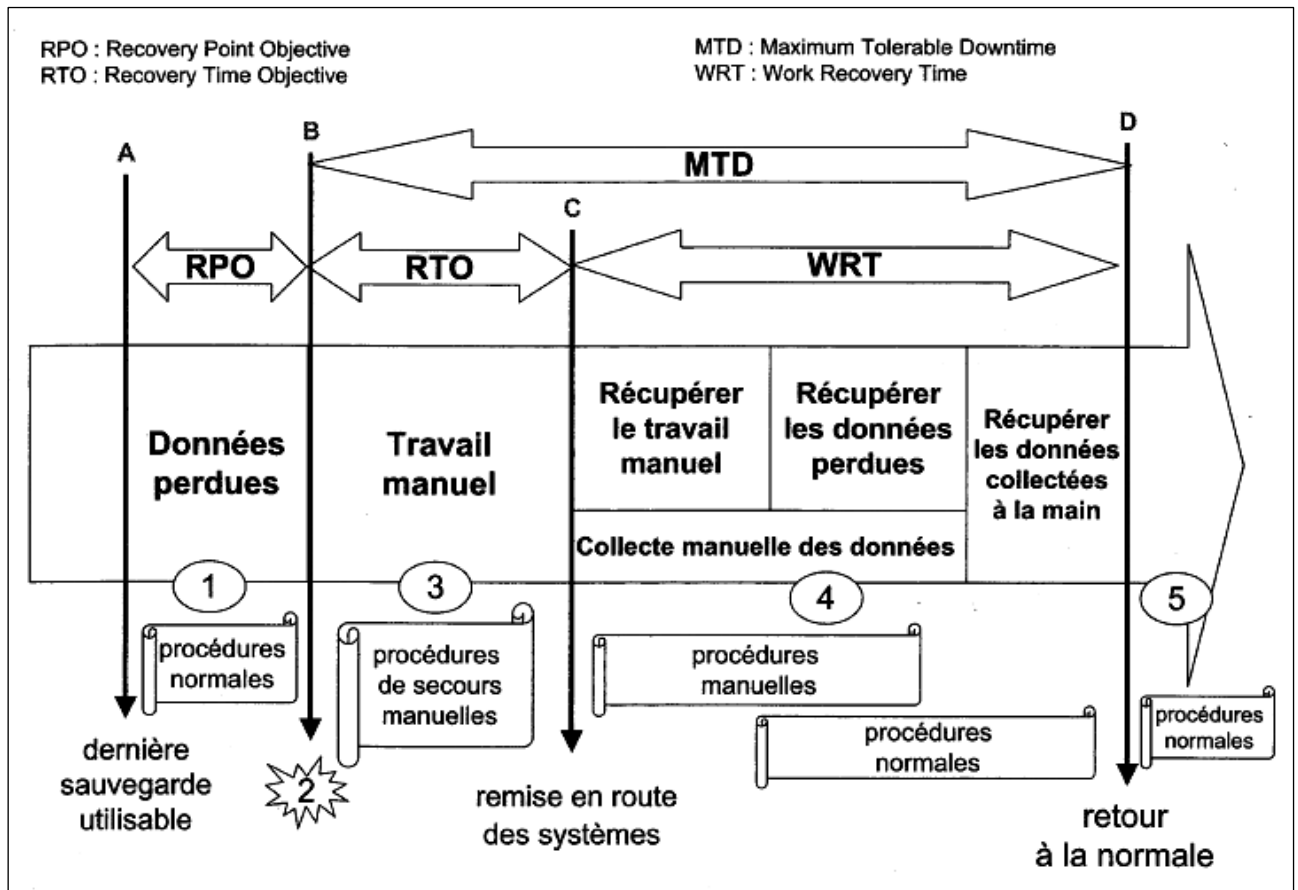 RPO : Recovery Point Objective
RTO : Recovery Time Objective
MTD : Maximum Tolerable Downtime
WRT : Work Recovery Time
A
B
C
D
MTD
RPO
RTO
WRT
Données
perdues
Travail
manuel
Récupérer
le travail
manuel
Récupérer
les données
perdues
Récupérer
les données
collectées
à la main
Collecte manuelle des données
1
3
4
5
procédures
normales
procédures
de secours
manuelles
procédures
manuelles
procédures
normales
procédures
normales
dernière
sauvegarde
utilisable
2
remise en route
des systèmes
retour
à la normale